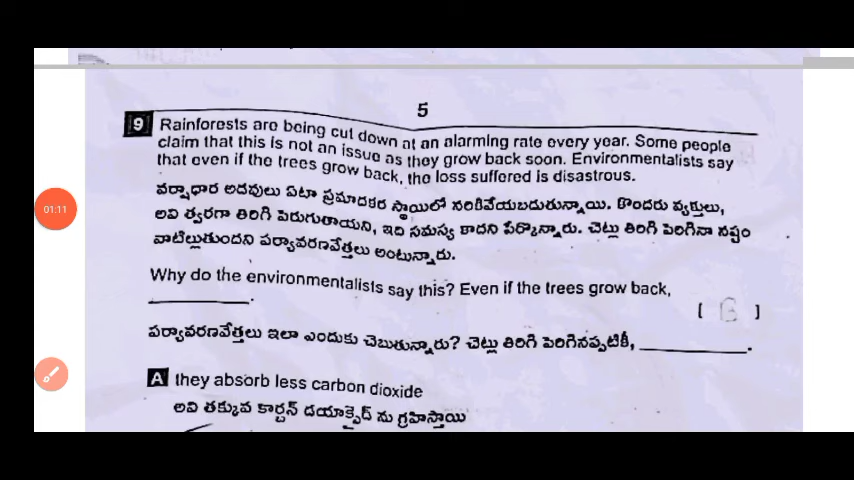 5
9 Rainforests are being cut down at an alarming rate every year. Some people
claim that this is not an issue as they grow back soon. Environmentalists say
that even if the trees grow back, the loss suffered is disastrous.
వర్షాధార అడవులు ఏటా ప్రమాదకర స్థాయిలో నరికివేయబడుతున్నాయి. కొందరు వ్యక్తులు,
అవి త్వరగా తిరిగి పెరుగుతాయని, ఇది సమస్య కాదని పేర్కొన్నారు. చెట్లు తిరిగి పెరిగినా నష్టం
వాటిల్లుతుందని పర్యావరణవేత్తలు అంటున్నారు.
Why do the environmentalists say this? Even if the trees grow back,
__________. [ B ]
పర్యావరణవేత్తలు ఇలా ఎందుకు చెబుతున్నారు? చెట్లు తిరిగి పెరిగినప్పటికీ, __________.
A they absorb less carbon dioxide
అవి తక్కువ కార్బన్ డయాక్సైడ్ ను గ్రహిస్తాయి
01:11